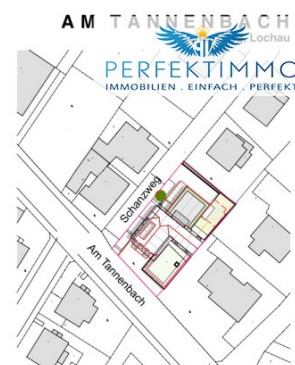 AM TANNENBACH
Lochau
PERFEKTIMMO
IMMOBILIEN . EINFACH . PERFEKT
Schanzweg
Am Tannenbach